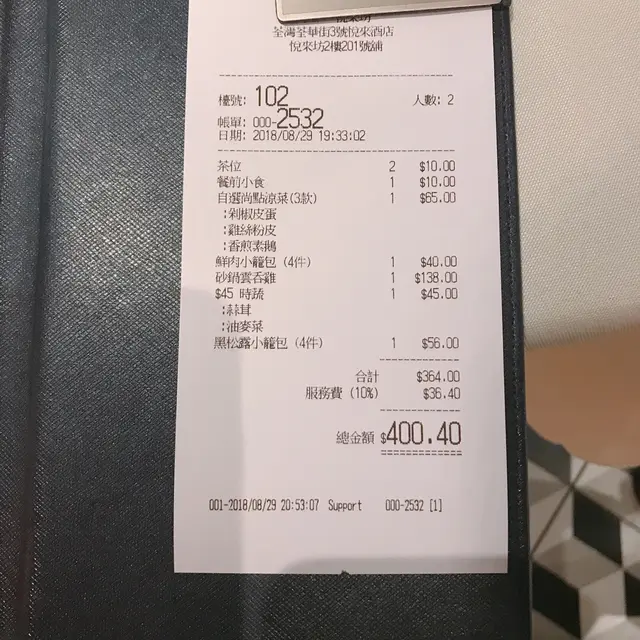 荃灣荃華街3號悅來酒店
悅來坊2樓201號舖
檯號: 102 人數: 2
帳單: 000-2532
日期: 2018/08/29 19:33:02
茶位 2 $10.00
餐前小食 1 $10.00
自選尚點涼菜(3款) 1 $65.00
:剁椒皮蛋
:雞絲粉皮
:香煎素鵝
鮮肉小籠包 (4件) 1 $40.00
砂鍋雲吞雞 1 $138.00
$45 時蔬 1 $45.00
:蒜茸
:油麥菜
黑松露小籠包 (4件) 1 $56.00
合計 $364.00
服務費 (10%) $36.40
總金額 $400.40
001-2018/08/29 20:53:07 Support 000-2532 [1]